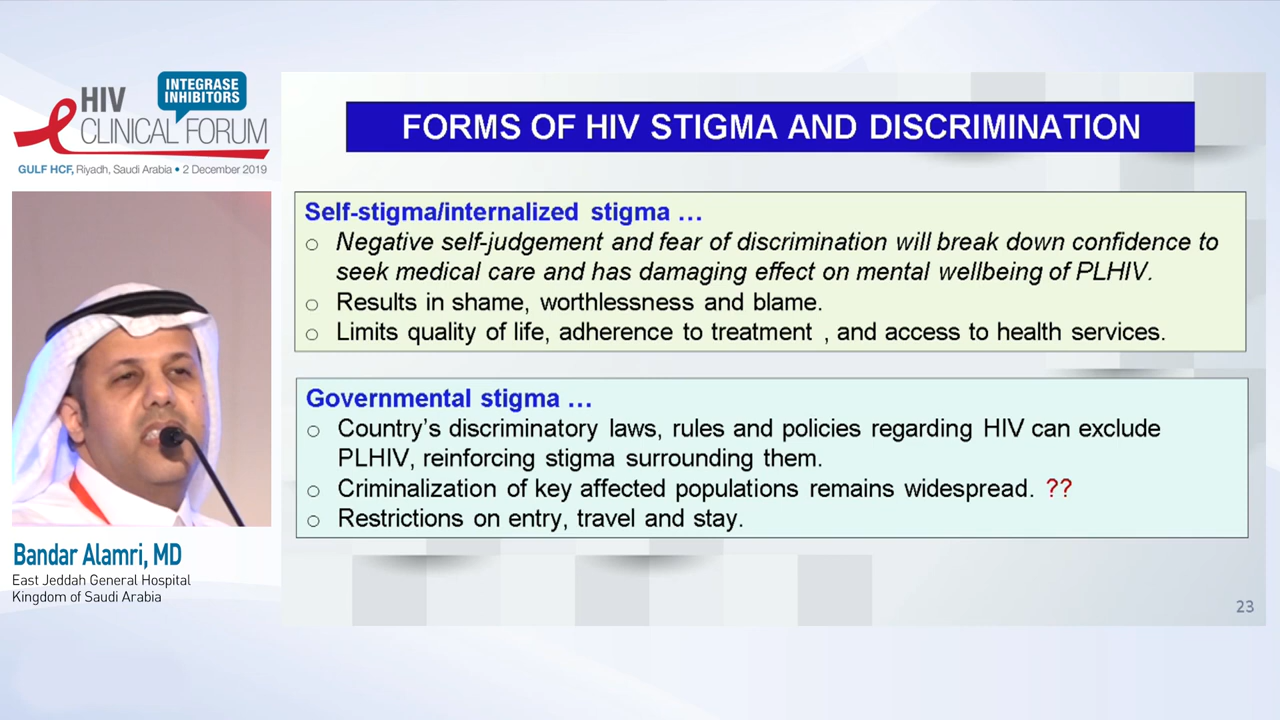 INTEGRASE
INHIBITORS
HIV
CLINICAL FORUM
GULF HCF, Riyadh, Saudi Arabia • 2 December 2019
FORMS OF HIV STIGMA AND DISCRIMINATION
Self-stigma/internalized stigma …
○ Negative self-judgement and fear of discrimination will break down confidence to
seek medical care and has damaging effect on mental wellbeing of PLHIV.
○ Results in shame, worthlessness and blame.
○ Limits quality of life, adherence to treatment , and access to health services.
Governmental stigma …
○ Country’s discriminatory laws, rules and policies regarding HIV can exclude
PLHIV, reinforcing stigma surrounding them.
○ Criminalization of key affected populations remains widespread. ??
○ Restrictions on entry, travel and stay.
23
Bandar Alamri, MD
East Jeddah General Hospital
Kingdom of Saudi Arabia